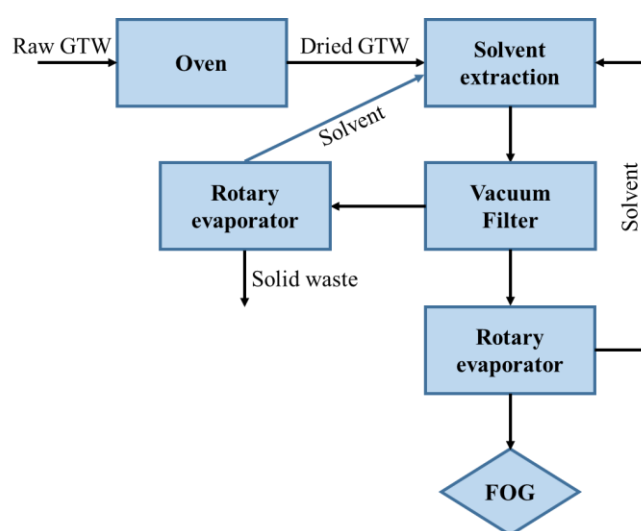 Raw GTW
Oven
Dried GTW
Solvent
extraction
Solvent
Rotary
evaporator
Vacuum
Filter
Solvent
Solid waste
Rotary
evaporator
FOG